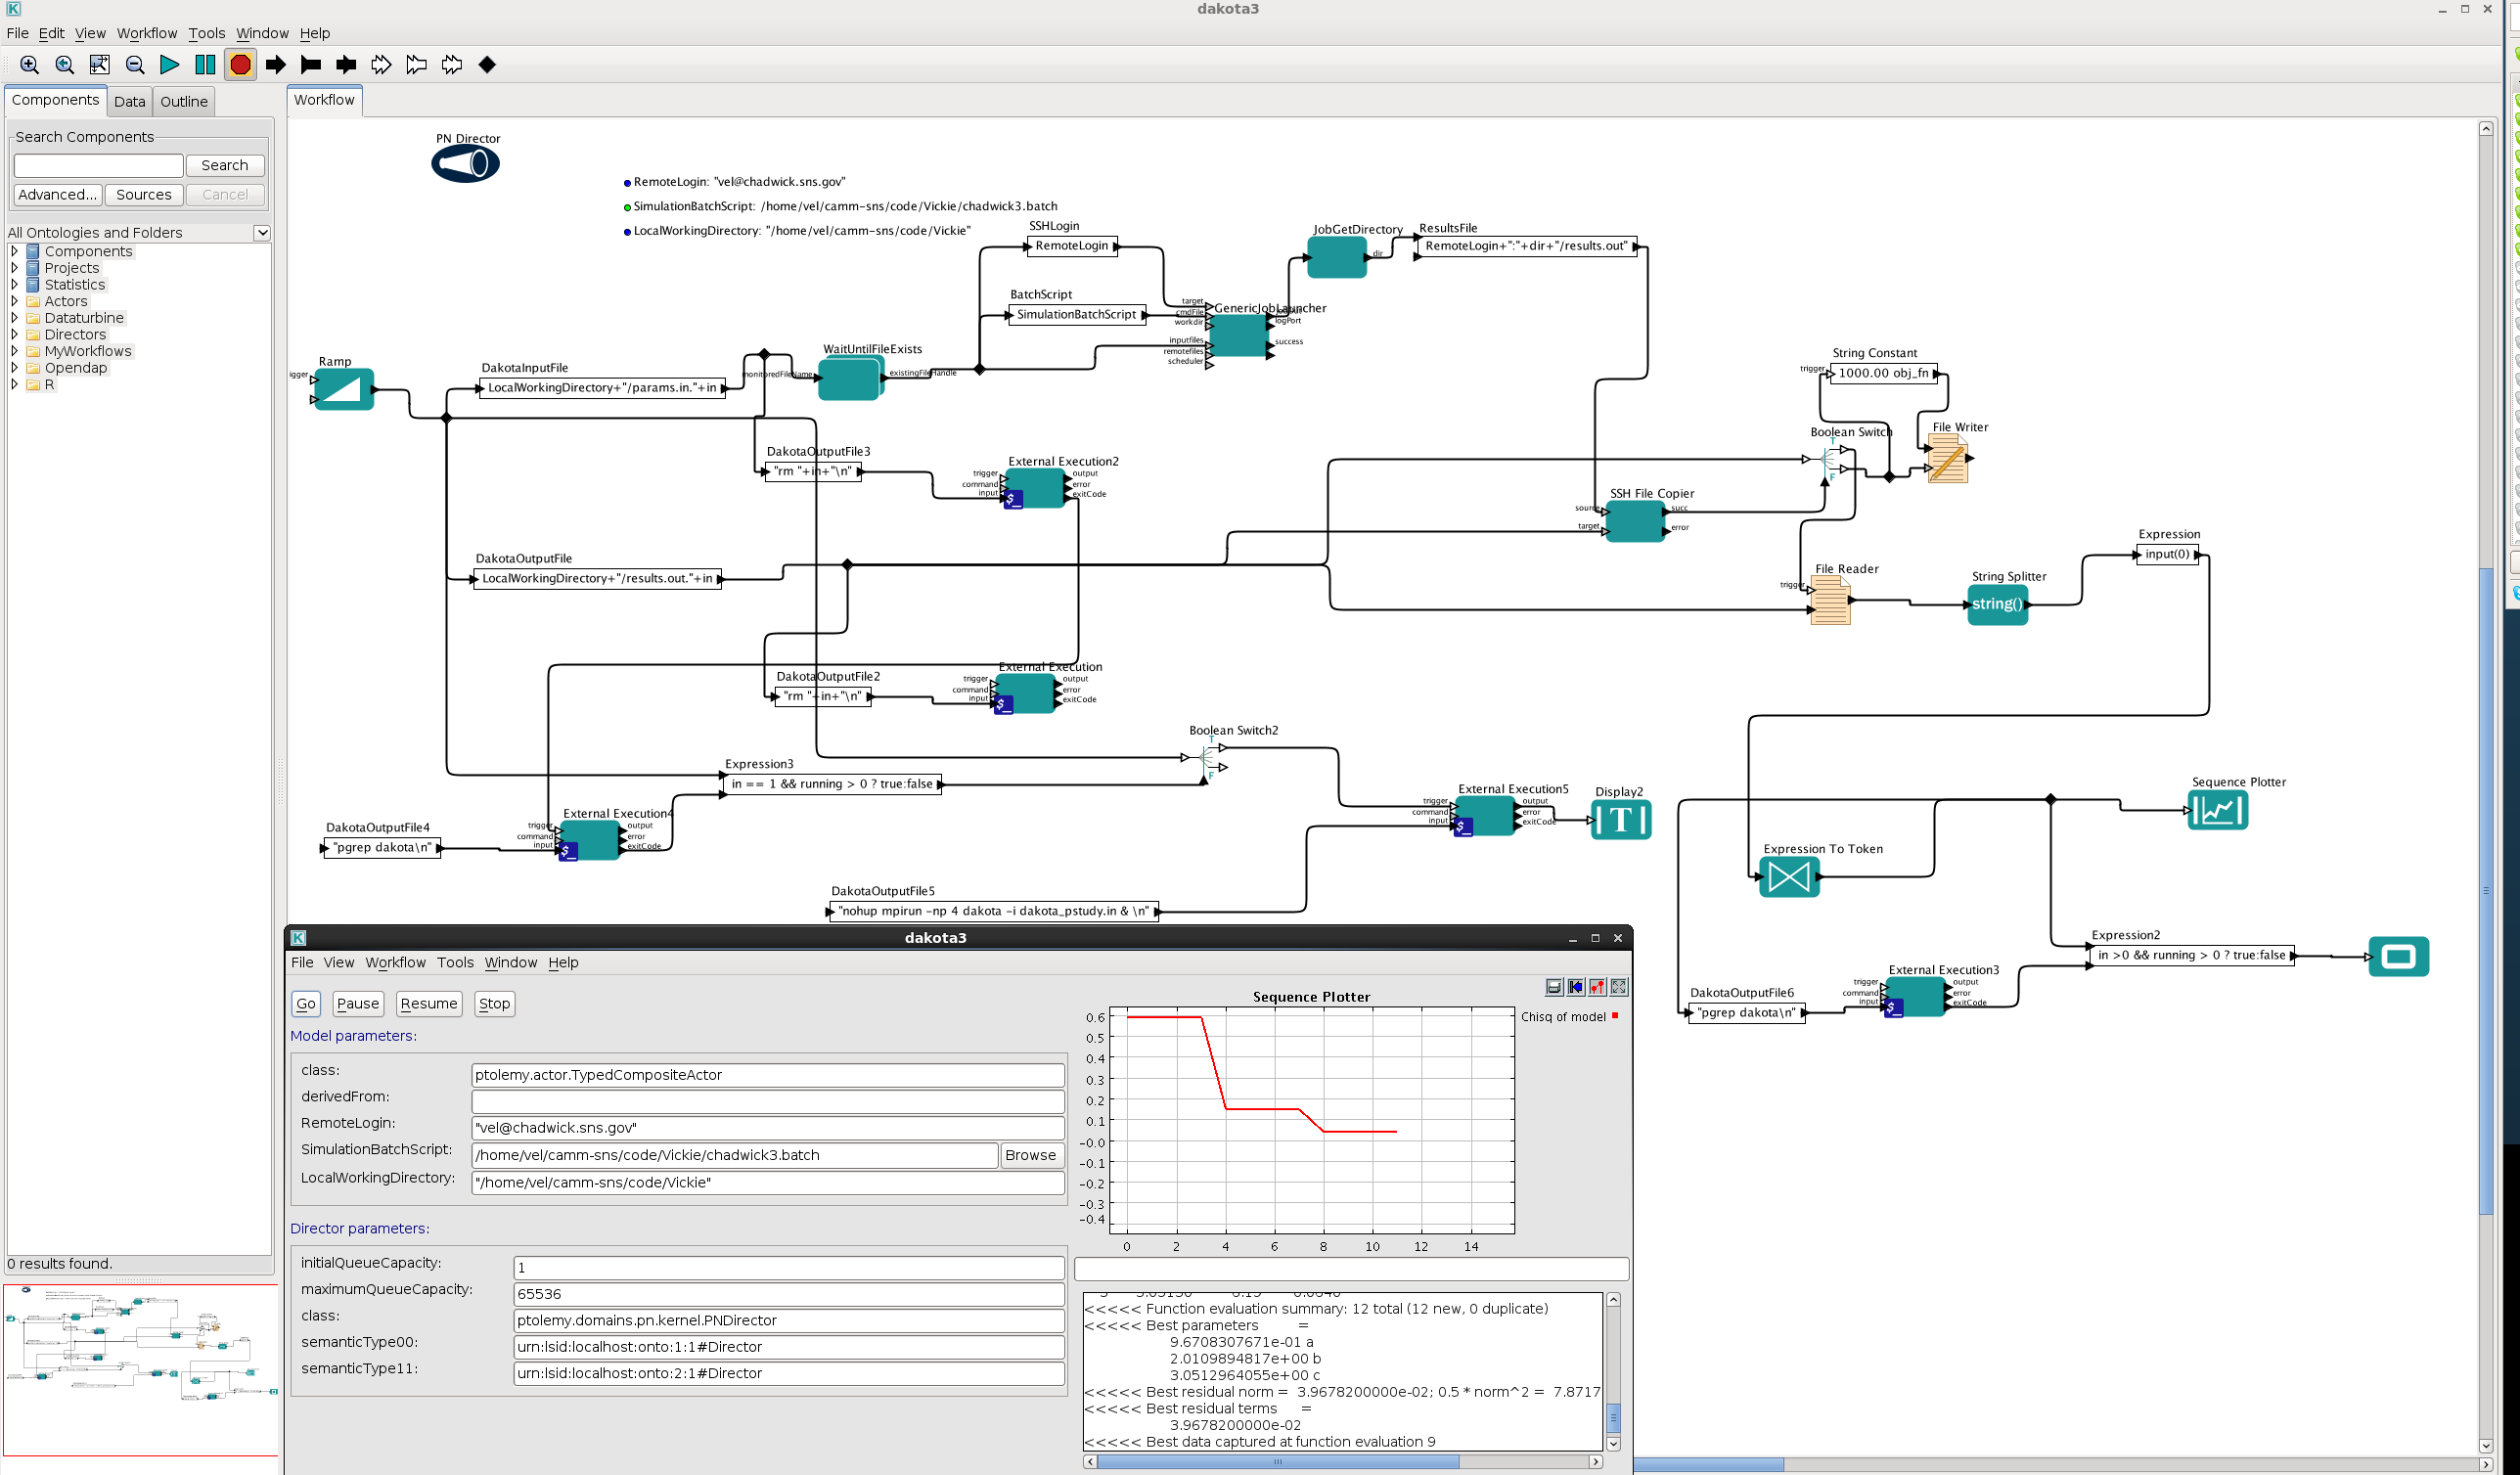 dakota3
File Edit View Workflow Tools Window Help
Components Data Outline
Workflow
Search Components
Search
Advanced... Sources Cancel
All Ontologies and Folders
Components
Projects
Statistics
Actors
Dataturbine
Directors
MyWorkflows
Opendap
R
0 results found.
PN Director
RemoteLogin: "vel@chadwick.sns.gov"
SimulationBatchScript: /home/vel/camm-sns/code/Vickie/chadwick3.batch
LocalWorkingDirectory: "/home/vel/camm-sns/code/Vickie"
SSHLogin
RemoteLogin
BatchScript
SimulationBatchScript
target
cmdFile
workdir
inputfiles
remotefiles
scheduler
GenericJobLauncher
logPort
success
JobGetDirectory
dir
ResultsFile
RemoteLogin+":"+dir+"/results.out"
Ramp
igger
DakotaInputFile
LocalWorkingDirectory+"/params.in."+in
WaitUntilFileExists
monitoredFileName
existingFileHandle
DakotaOutputFile3
"rm "+in+"\n"
External Execution2
trigger
command
input
output
error
exitCode
DakotaOutputFile
LocalWorkingDirectory+"/results.out."+in
DakotaOutputFile2
"rm "+in+"\n"
External Execution
trigger
command
input
output
error
exitCode
String Constant
trigger
1000.00 obj_fn
Boolean Switch
T
F
File Writer
SSH File Copier
source
target
succ
error
File Reader
trigger
String Splitter
string()
Expression
input(0)
Boolean Switch2
T
F
Expression3
in == 1 && running > 0 ? true:false
DakotaOutputFile4
"pgrep dakota\n"
External Execution4
trigger
command
input
output
error
exitCode
External Execution5
trigger
command
input
output
error
exitCode
Display2
T
DakotaOutputFile5
"nohup mpirun -np 4 dakota -i dakota_pstudy.in & \n"
Sequence Plotter
Expression To Token
Expression2
in >0 && running > 0 ? true:false
DakotaOutputFile6
"pgrep dakota\n"
External Execution3
trigger
command
input
output
error
exitCode
dakota3
File View Workflow Tools Window Help
Go Pause Resume Stop
Model parameters:
class: ptolemy.actor.TypedCompositeActor
derivedFrom:
RemoteLogin: "vel@chadwick.sns.gov"
SimulationBatchScript: /home/vel/camm-sns/code/Vickie/chadwick3.batch Browse
LocalWorkingDirectory: "/home/vel/camm-sns/code/Vickie"
Director parameters:
initialQueueCapacity: 1
maximumQueueCapacity: 65536
class: ptolemy.domains.pn.kernel.PNDirector
semanticType00: urn:lsid:localhost:onto:1:1#Director
semanticType11: urn:lsid:localhost:onto:2:1#Director
Sequence Plotter
Chisq of model
0.6
0.5
0.4
0.3
0.2
0.1
-0.0
-0.1
-0.2
-0.3
-0.4
0 2 4 6 8 10 12 14
<<<<< Function evaluation summary: 12 total (12 new, 0 duplicate)
<<<<< Best parameters =
9.6708307671e-01 a
2.0109894817e+00 b
3.0512964055e+00 c
<<<<< Best residual norm = 3.9678200000e-02; 0.5 * norm^2 = 7.8717
<<<<< Best residual terms =
3.9678200000e-02
<<<<< Best data captured at function evaluation 9